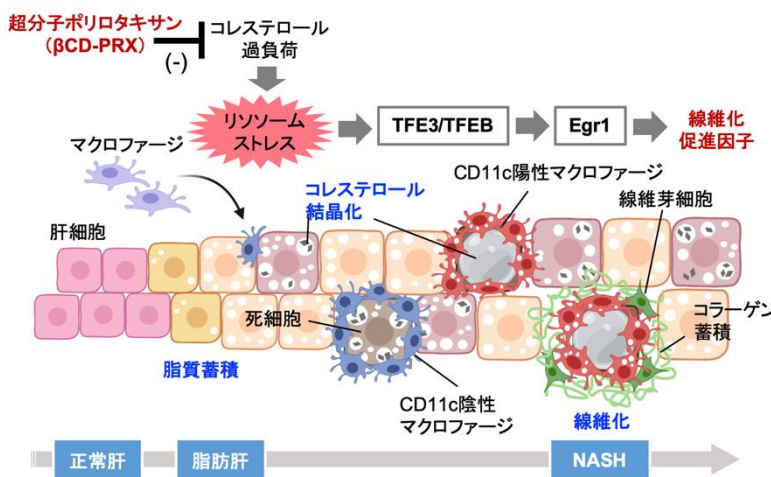 超分子ポリロタキサン
(βCD-PRX)
(-)
コレステロール
過負荷
リソソーム
ストレス
TFE3/TFEB
Egr1
線維化
促進因子
マクロファージ
コレステロール
結晶化
CD11c陽性マクロファージ
線維芽細胞
肝細胞
死細胞
コラーゲン
蓄積
脂質蓄積
CD11c陰性
マクロファージ
線維化
正常肝
脂肪肝
NASH